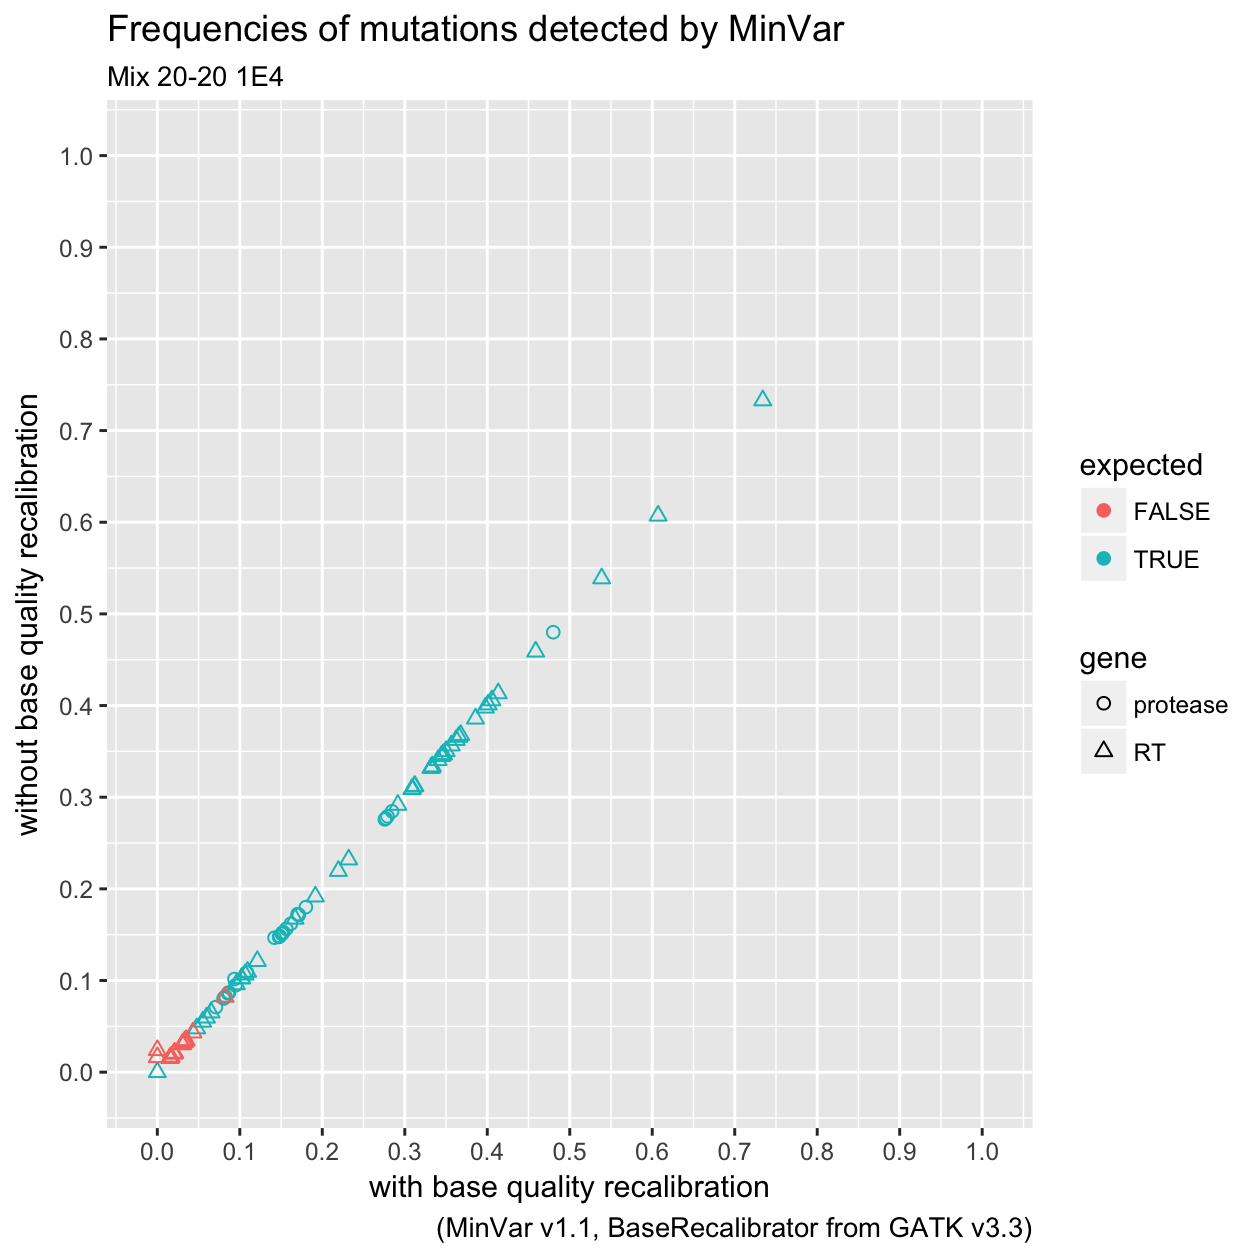 Frequencies of mutations detected by MinVar
Mix 20-20 1E4
without base quality recalibration
1.0
0.9
0.8
0.7
0.6
0.5
0.4
0.3
0.2
0.1
0.0
0.0 0.1 0.2 0.3 0.4 0.5 0.6 0.7 0.8 0.9 1.0
with base quality recalibration
(MinVar v1.1, BaseRecalibrator from GATK v3.3)
expected
FALSE
TRUE
gene
protease
RT